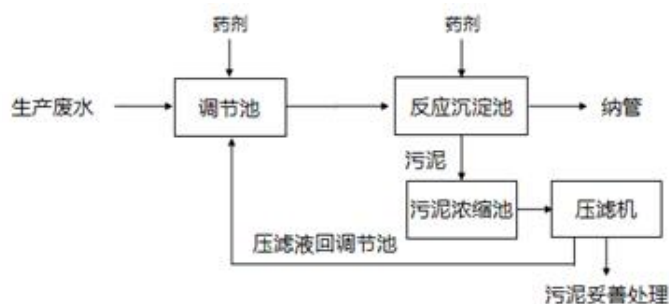 药剂
药剂
生产废水
调节池
反应沉淀池
纳管
污泥
污泥浓缩池
压滤机
压滤液回调节池
污泥妥善处理